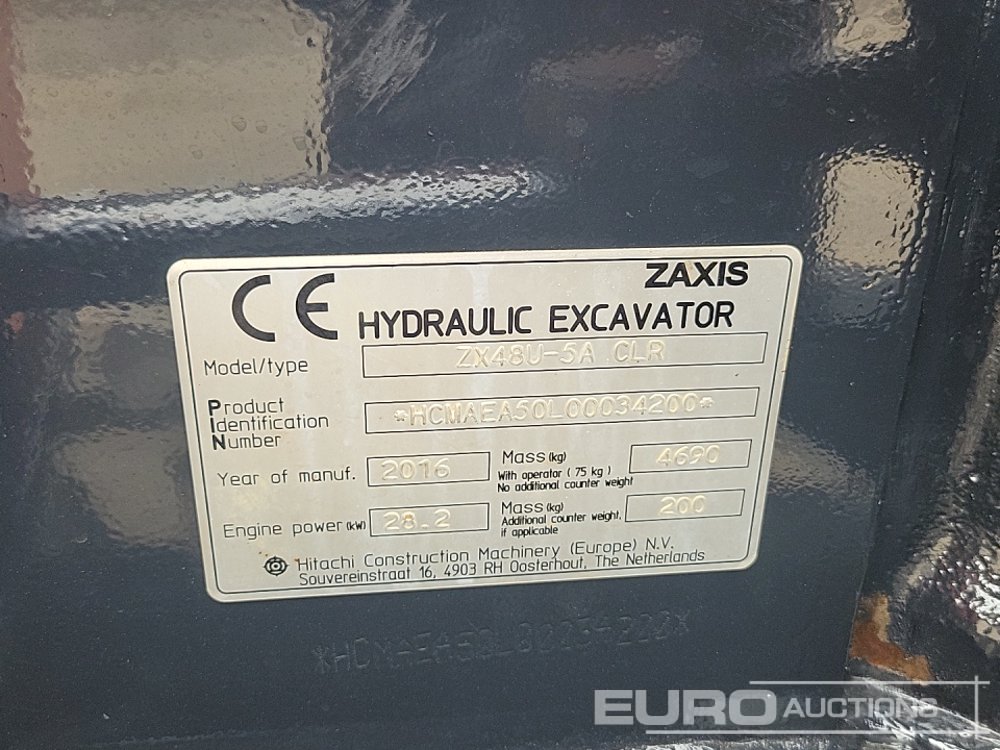 CE
ZAXIS
HYDRAULIC EXCAVATOR
Model/type ZX48U-5A CLR
Product Identification Number *HCMAEA50L00034200*
Year of manuf. 2016
Mass (kg) With operator ( 75 kg ) No additional counter weight 4690
Engine power (kW) 28.2
Mass (kg) Additional counter weight, if applicable 200
Hitachi Construction Machinery (Europe) N.V.
Souvereinstraat 16, 4903 RH Oosterhout, The Netherlands
EURO AUCTIONS